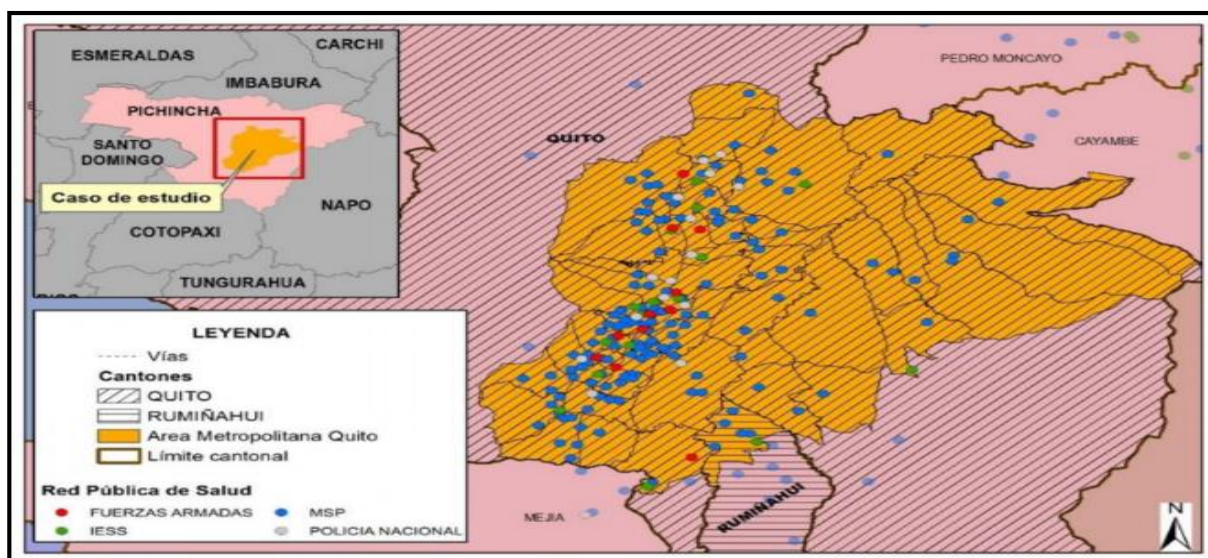 ESMERALDAS
CARCHI
IMBABURA
PICHINCHA
SANTO
DOMINGO
Caso de estudio
NAPO
COTOPAXI
TUNGURAHUA
LEYENDA
Vías
Cantones
QUITO
RUMIÑAHUI
Area Metropolitana Quito
Límite cantonal
Red Pública de Salud
FUERZAS ARMADAS
MSP
IESS
POLICIA NACIONAL
QUITO
PEDRO MONCAYO
CAYAMBE
MEJIA
RUMIÑAHUI
N